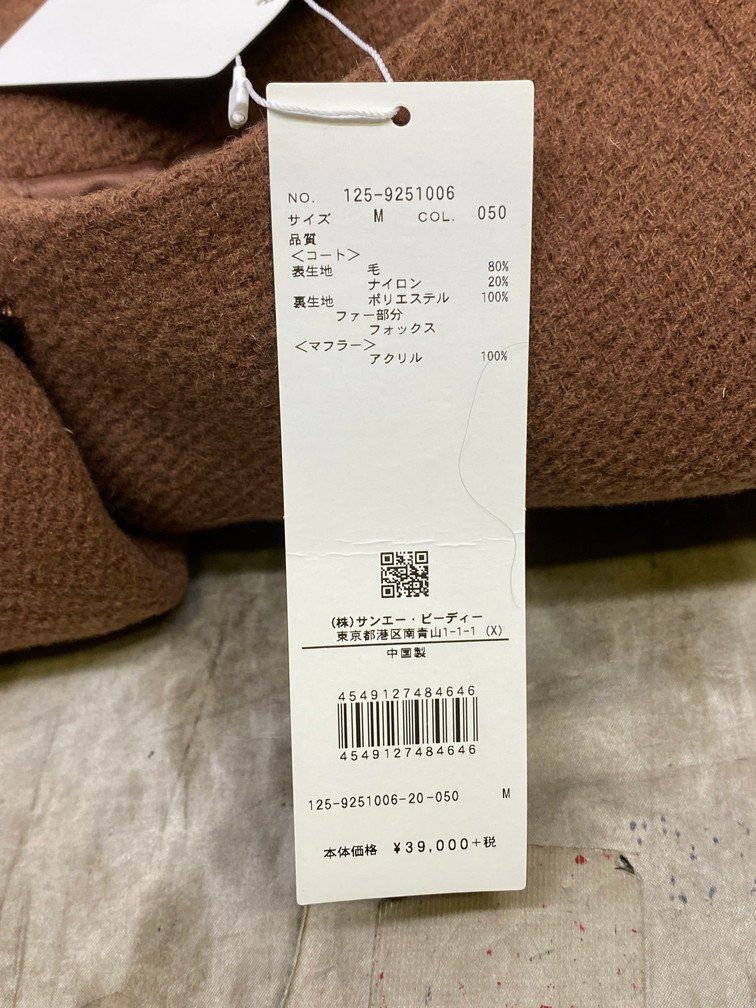 NO. 125-9251006
サイズ M COL. 050
品質
<コート>
表生地 毛 80%
ナイロン 20%
裏生地 ポリエステル 100%
ファー部分
フォックス
<マフラー>
アクリル 100%
(株)サンエー・ビーディー
東京都港区南青山1-1-1 (X)
中国製
4549127484646
4549127484646
125-9251006-20-050 M
本体価格 ¥39,000+税